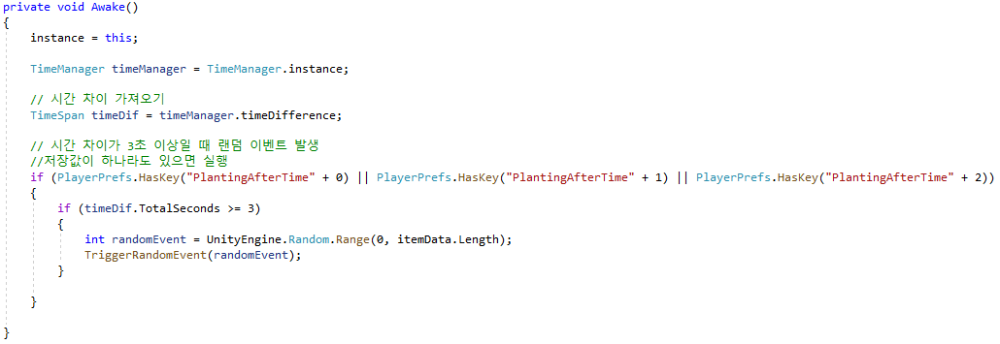 private void Awake()
{
instance = this;
TimeManager timeManager = TimeManager.instance;
// 시간 차이 가져오기
TimeSpan timeDif = timeManager.timeDifference;
// 시간 차이가 3초 이상일 때 랜덤 이벤트 발생
//저장값이 하나라도 있으면 실행
if (PlayerPrefs.HasKey("PlantingAfterTime" + 0) || PlayerPrefs.HasKey("PlantingAfterTime" + 1) || PlayerPrefs.HasKey("PlantingAfterTime" + 2))
{
if (timeDif.TotalSeconds >= 3)
{
int randomEvent = UnityEngine.Random.Range(0, itemData.Length);
TriggerRandomEvent(randomEvent);
}
}
}